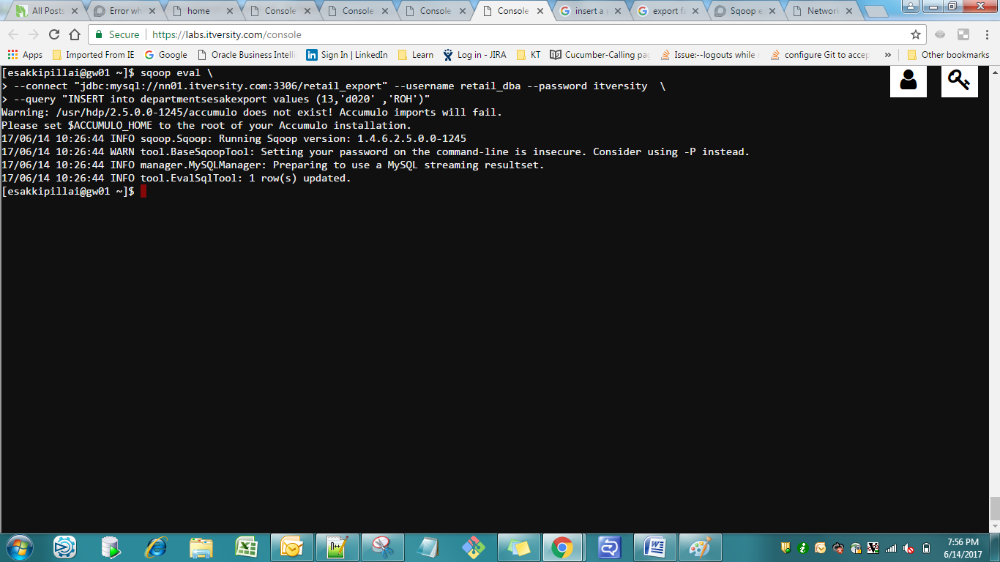 All Posts
Error wh
home
Console
Console
Console
Console
insert a
export fa
Sqoop e
Network
Secure | https://labs.itversity.com/console
Apps Imported From IE Google Oracle Business Intelli Sign In | LinkedIn Learn Log in - JIRA KT Cucumber-Calling pag Issue:--logouts while configure Git to accep » Other bookmarks
[esakkipillai@gw01 ~]$ sqoop eval \
> --connect "jdbc:mysql://nn01.itversity.com:3306/retail_export" --username retail_dba --password itversity  \
> --query "INSERT into departmentsesakexport values (13,'d020' ,'ROH')"
Warning: /usr/hdp/2.5.0.0-1245/accumulo does not exist! Accumulo imports will fail.
Please set $ACCUMULO_HOME to the root of your Accumulo installation.
17/06/14 10:26:44 INFO sqoop.Sqoop: Running Sqoop version: 1.4.6.2.5.0.0-1245
17/06/14 10:26:44 WARN tool.BaseSqoopTool: Setting your password on the command-line is insecure. Consider using -P instead.
17/06/14 10:26:44 INFO manager.MySQLManager: Preparing to use a MySQL streaming resultset.
17/06/14 10:26:44 INFO tool.EvalSqlTool: 1 row(s) updated.
[esakkipillai@gw01 ~]$
7:56 PM
6/14/2017